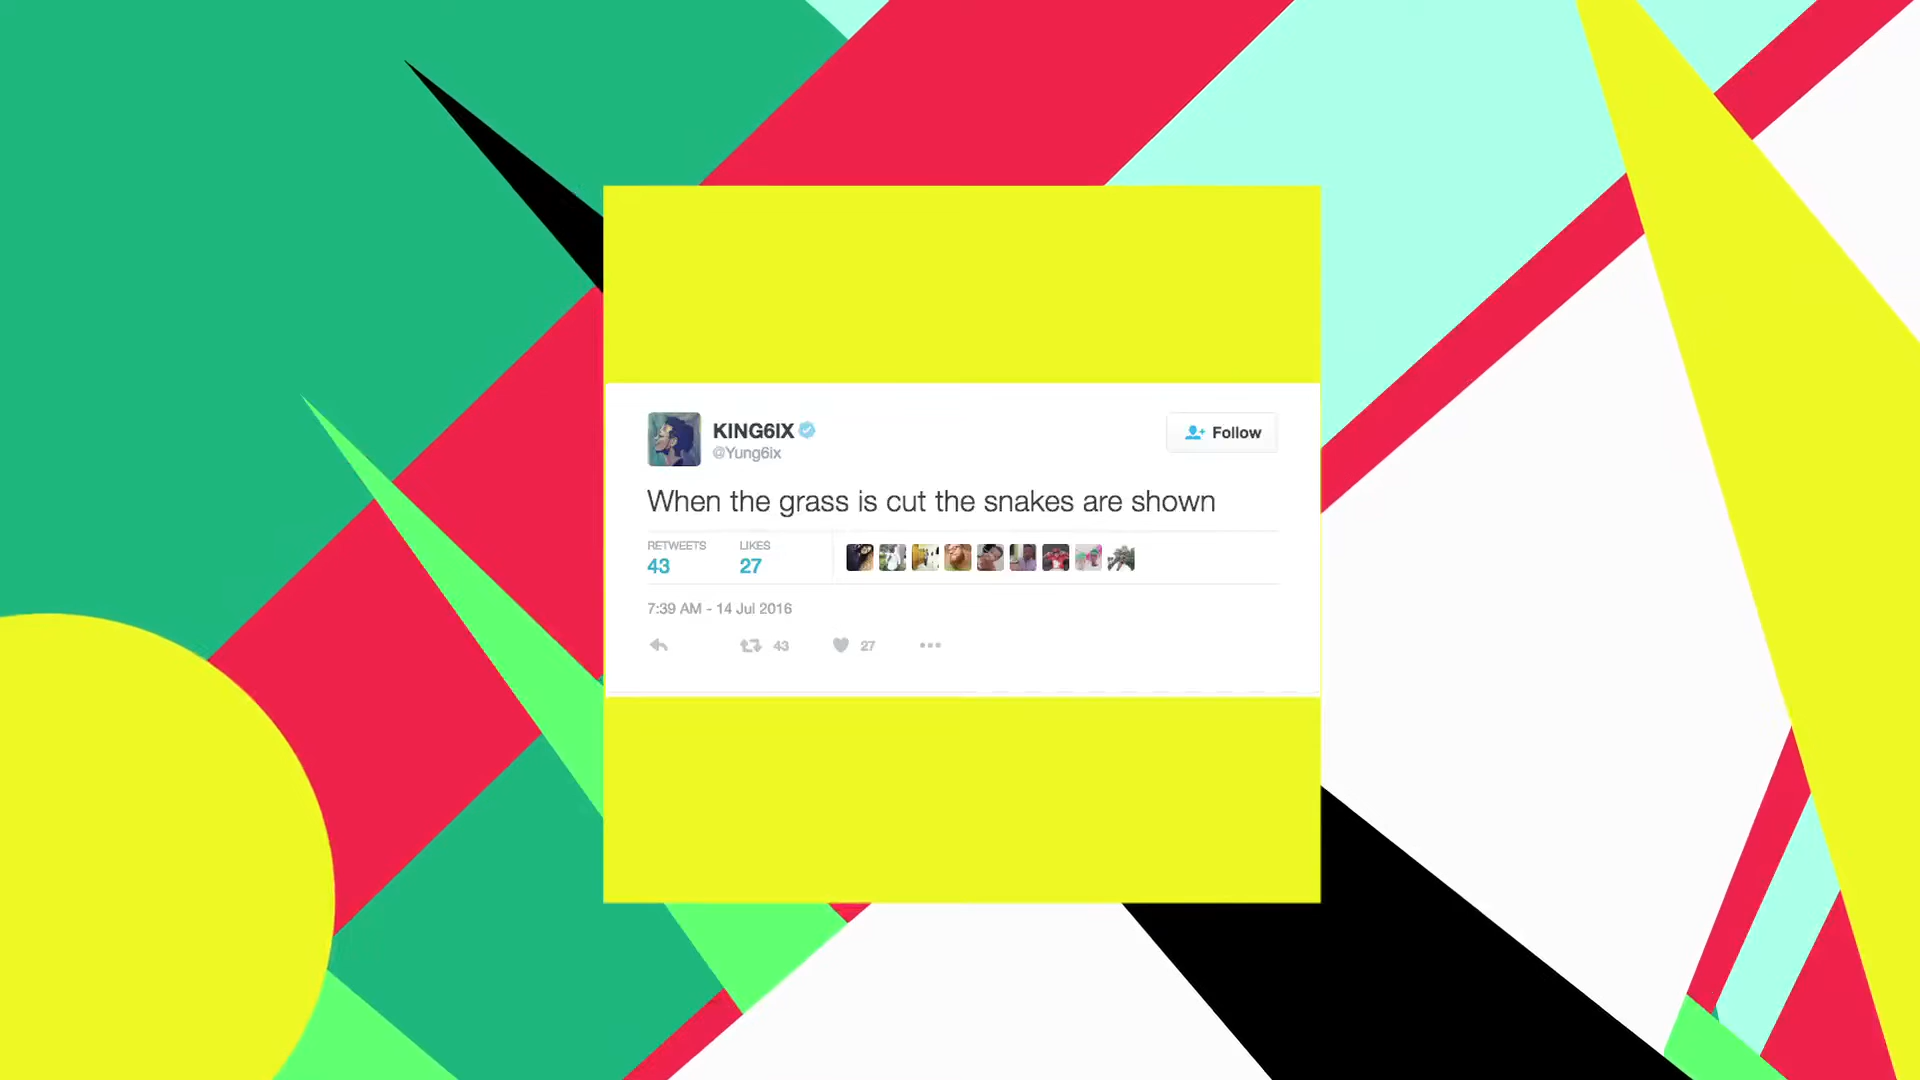 KING6IX
@Yung6ix
Follow
When the grass is cut the snakes are shown
RETWEETS
43
LIKES
27
7:39 AM - 14 Jul 2016
43
27